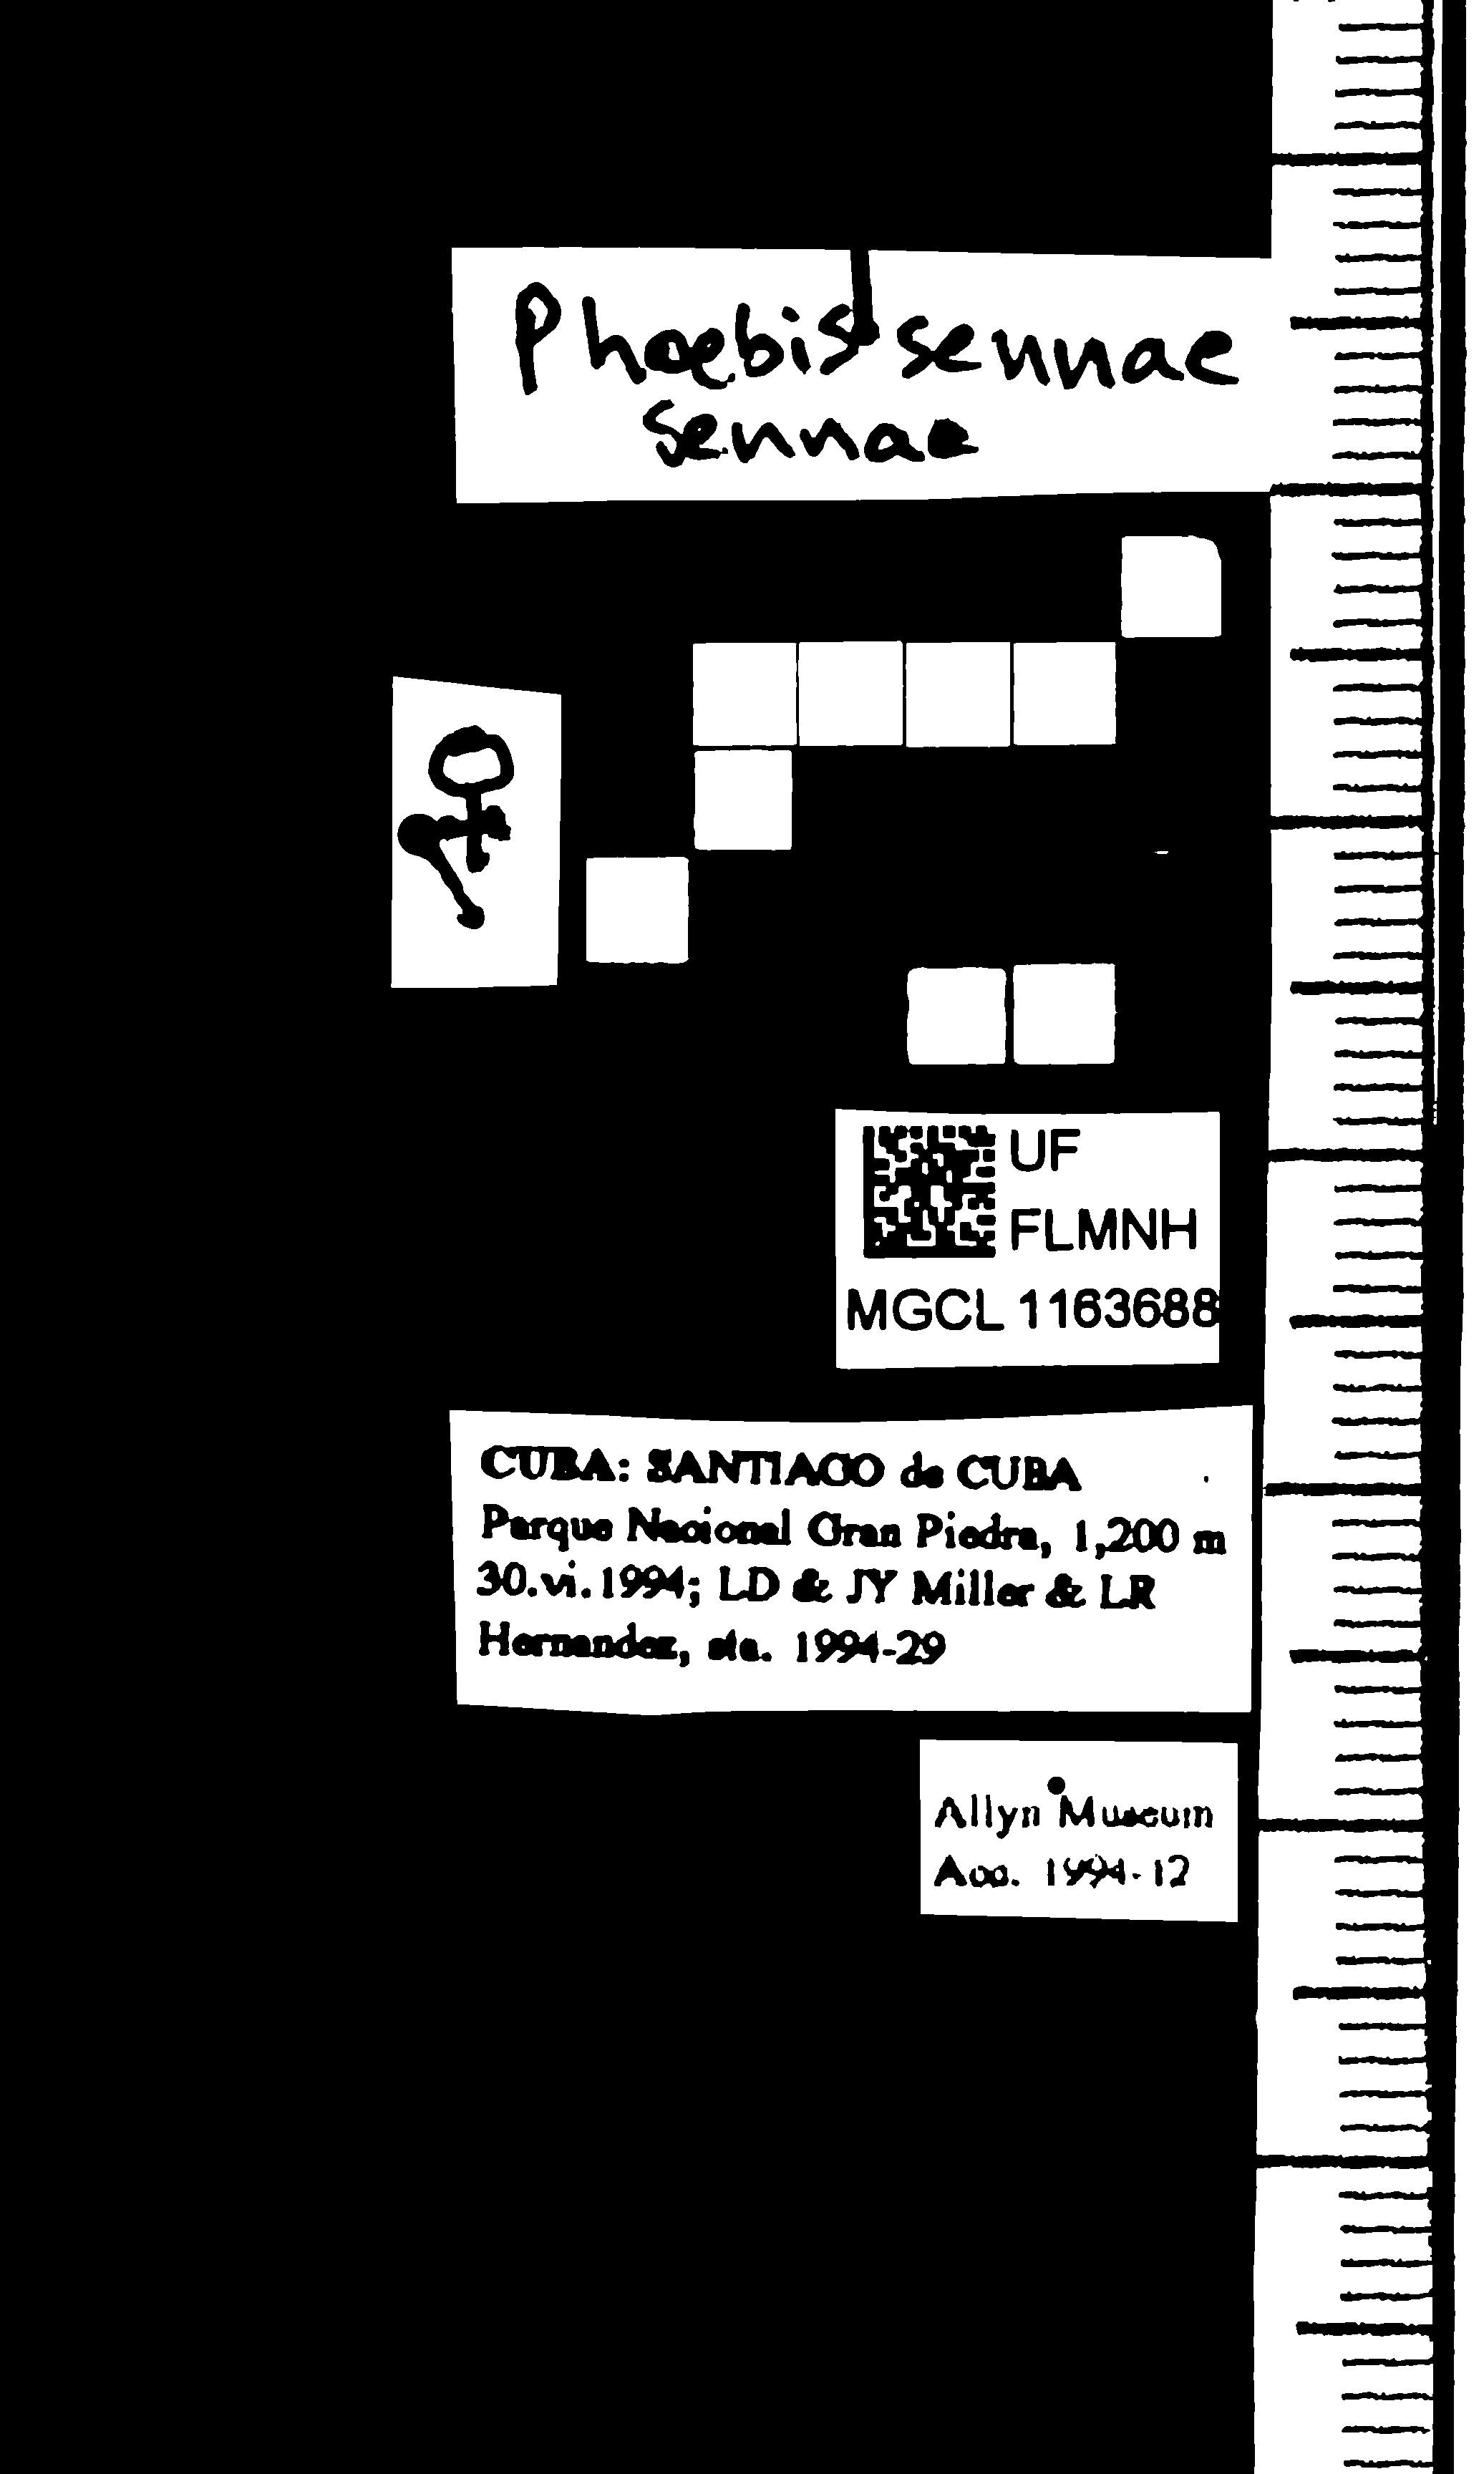 Phoebis sennae
sennae
♀
UF
FLMNH
MGCL 1163688
CUBA: SANTIAGO de CUBA
Parque Nacional Gran Piedra, 1,200 m
30.vi.1994; LD & JY Miller & LR
Hernandez, sta. 1994-29
Allyn Museum
Acc. 1994-12